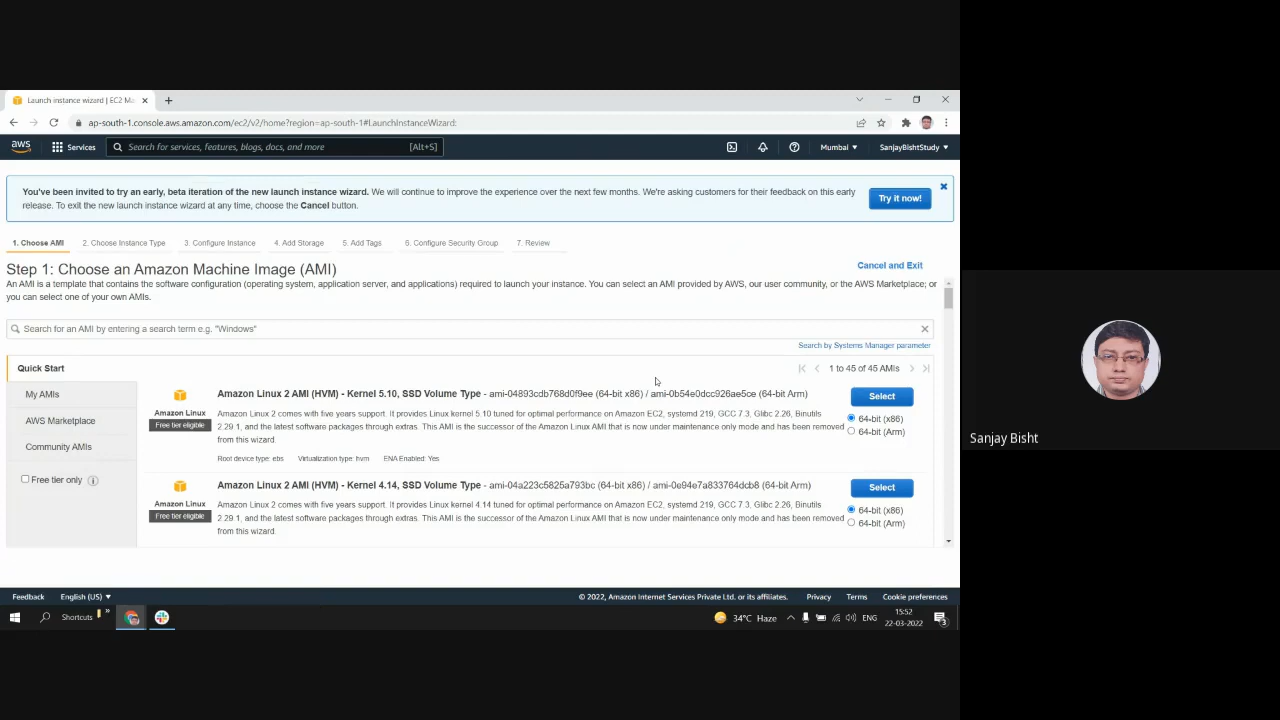 Launch instance wizard | EC2 Ma
ap-south-1.console.aws.amazon.com/ec2/v2/home?region=ap-south-1#LaunchInstanceWizard:
aws Services Search for services, features, blogs, docs, and more [Alt+S] Mumbai SanjayBishtStudy
You've been invited to try an early, beta iteration of the new launch instance wizard. We will continue to improve the experience over the next few months. We're asking customers for their feedback on this early
release. To exit the new launch instance wizard at any time, choose the Cancel button.
Try it now!
1. Choose AMI 2. Choose Instance Type 3. Configure Instance 4. Add Storage 5. Add Tags 6. Configure Security Group 7. Review
Step 1: Choose an Amazon Machine Image (AMI)
Cancel and Exit
An AMI is a template that contains the software configuration (operating system, application server, and applications) required to launch your instance. You can select an AMI provided by AWS, our user community, or the AWS Marketplace; or
you can select one of your own AMIs.
Search for an AMI by entering a search term e.g. "Windows"
Search by Systems Manager parameter
Quick Start
1 to 45 of 45 AMIs
My AMIs
AWS Marketplace
Community AMIs
Free tier only
Amazon Linux
Free tier eligible
Amazon Linux 2 AMI (HVM) - Kernel 5.10, SSD Volume Type - ami-04893cdb768d0f9ee (64-bit x86) / ami-0b54e0dcc926ae5ce (64-bit Arm)
Amazon Linux 2 comes with five years support. It provides Linux kernel 5.10 tuned for optimal performance on Amazon EC2, systemd 219, GCC 7.3, Glibc 2.26, Binutils
2.29.1, and the latest software packages through extras. This AMI is the successor of the Amazon Linux AMI that is now under maintenance only mode and has been removed
from this wizard.
Root device type: ebs Virtualization type: hvm ENA Enabled: Yes
Select
64-bit (x86)
64-bit (Arm)
Amazon Linux
Free tier eligible
Amazon Linux 2 AMI (HVM) - Kernel 4.14, SSD Volume Type - ami-04a223c5825a793bc (64-bit x86) / ami-0e94e7a833764dcb8 (64-bit Arm)
Amazon Linux 2 comes with five years support. It provides Linux kernel 4.14 tuned for optimal performance on Amazon EC2, systemd 219, GCC 7.3, Glibc 2.26, Binutils
2.29.1, and the latest software packages through extras. This AMI is the successor of the Amazon Linux AMI that is now under maintenance only mode and has been removed
from this wizard.
Select
64-bit (x86)
64-bit (Arm)
Feedback English (US) © 2022, Amazon Internet Services Private Ltd. or its affiliates. Privacy Terms Cookie preferences
Shortcuts 34°C Haze ENG 15:52
22-03-2022
3
Sanjay Bisht